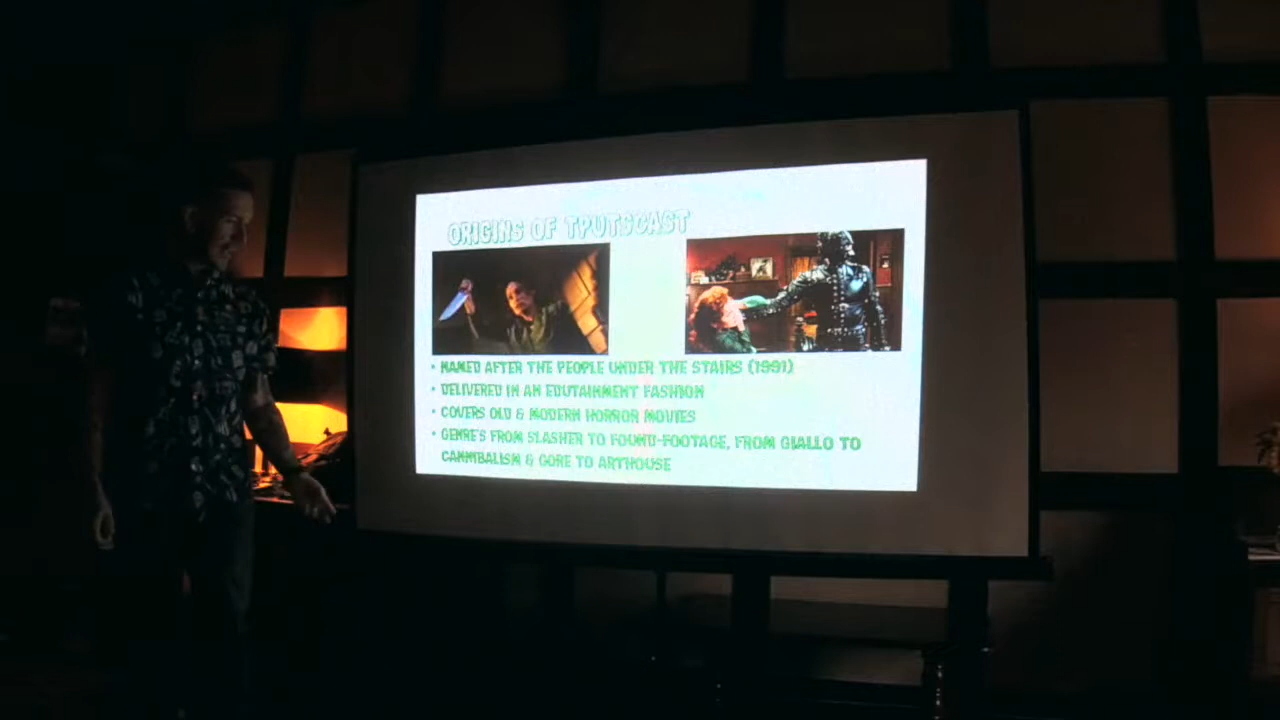 ORIGINS OF TPUTSCAST
• NAMED AFTER THE PEOPLE UNDER THE STAIRS (1991)
• DELIVERED IN AN EDUTAINMENT FASHION
• COVERS OLD & MODERN HORROR MOVIES
• GENRE'S FROM SLASHER TO FOUND-FOOTAGE, FROM GIALLO TO
CANNIBALISM & GORE TO ARTHOUSE